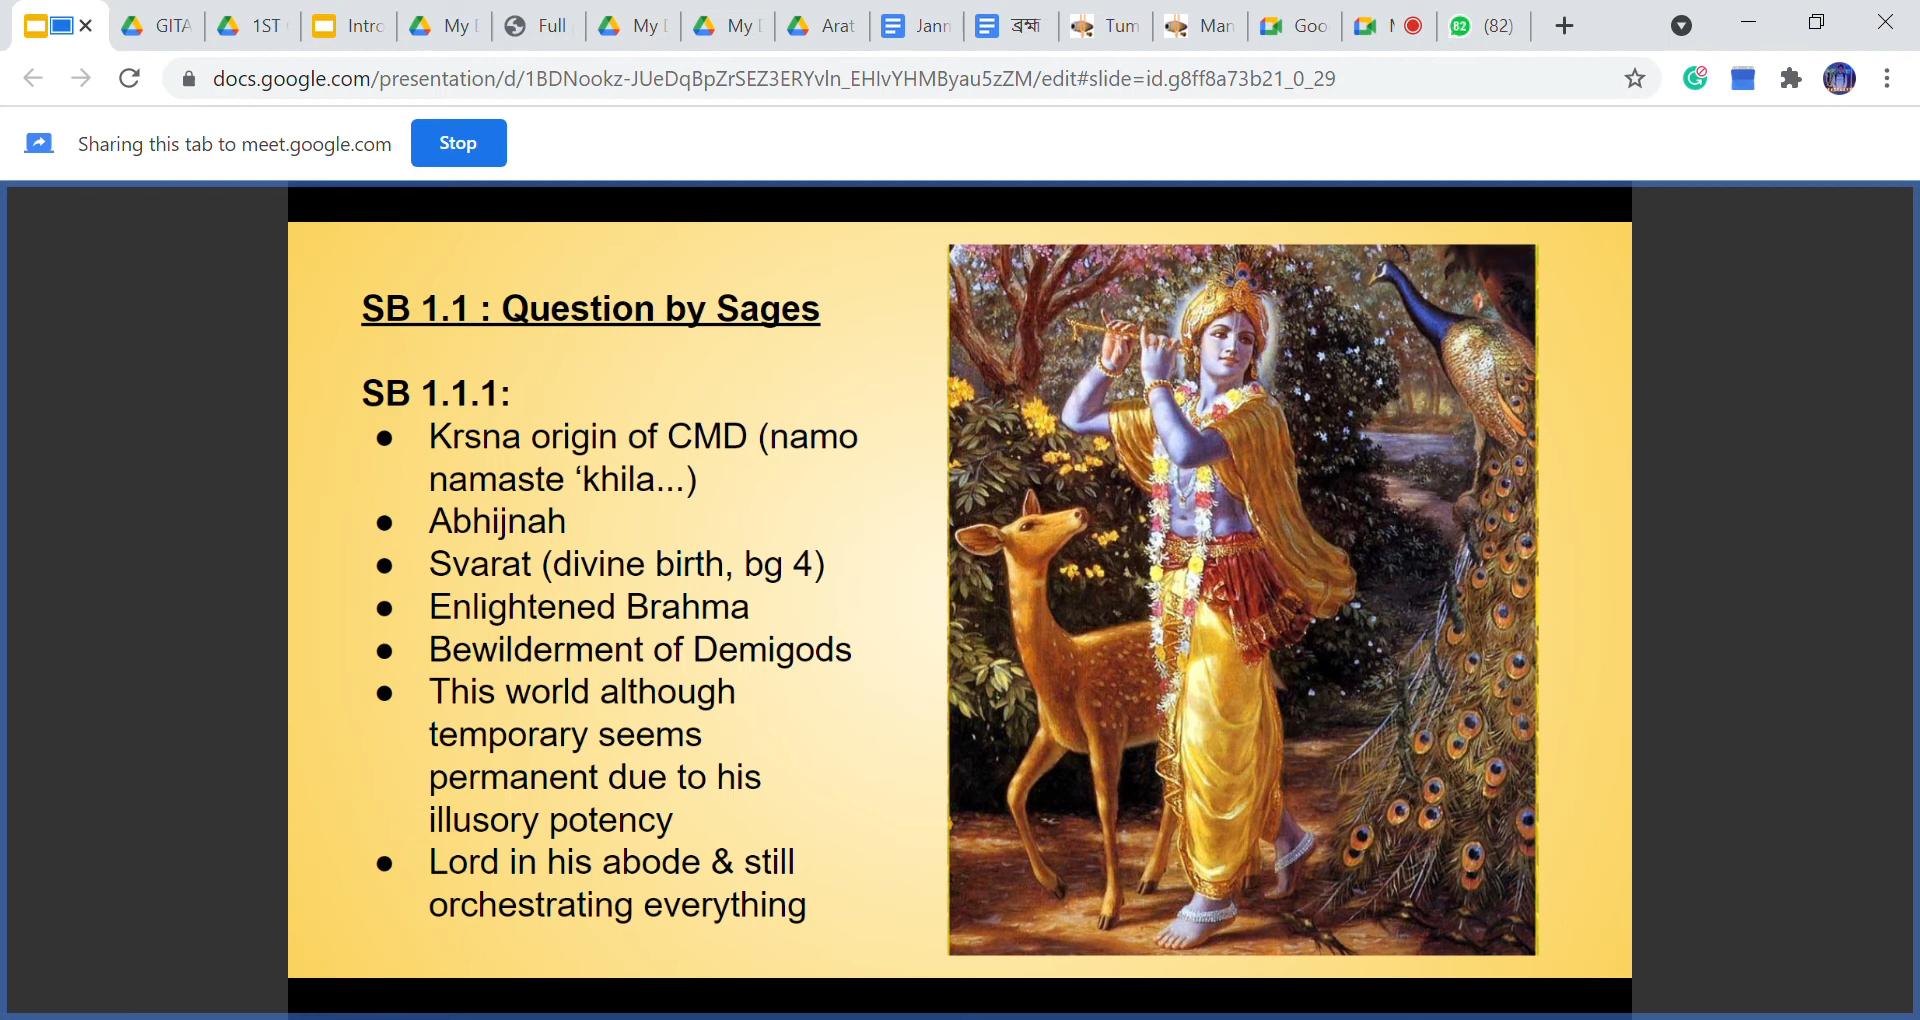 GITA
1ST
Intro
My
Full
My
My
Arat
Jann
ব্রহ্ম
Tum
Man
Goo
82
(82)
docs.google.com/presentation/d/1BDNookz-JUeDqBpZrSEZ3ERYvIn_EHIvYHMByau5zZM/edit#slide=id.g8ff8a73b21_0_29
Sharing this tab to meet.google.com
Stop
SB 1.1 : Question by Sages
SB 1.1.1:
● Krsna origin of CMD (namo
namaste ‘khila...)
● Abhijnah
● Svarat (divine birth, bg 4)
● Enlightened Brahma
● Bewilderment of Demigods
● This world although
temporary seems
permanent due to his
illusory potency
● Lord in his abode & still
orchestrating everything